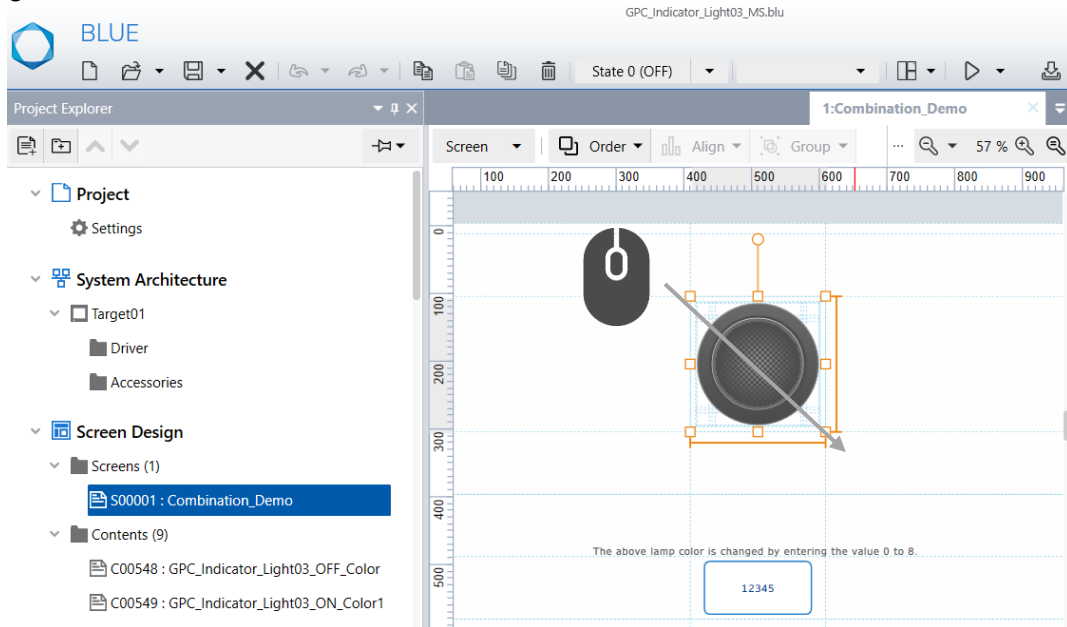 GPC_Indicator_Light03_MS.blu
BLUE
State 0 (OFF)
Project Explorer
1:Combination_Demo
Screen
Order
Align
Group
...
57 %
100 200 300 400 500 600 700 800 900
Project
Settings
System Architecture
Target01
Driver
Accessories
Screen Design
Screens (1)
S00001 : Combination_Demo
Contents (9)
C00548 : GPC_Indicator_Light03_OFF_Color
C00549 : GPC_Indicator_Light03_ON_Color1
0
100
200
300
400
500
The above lamp color is changed by entering the value 0 to 8.
12345